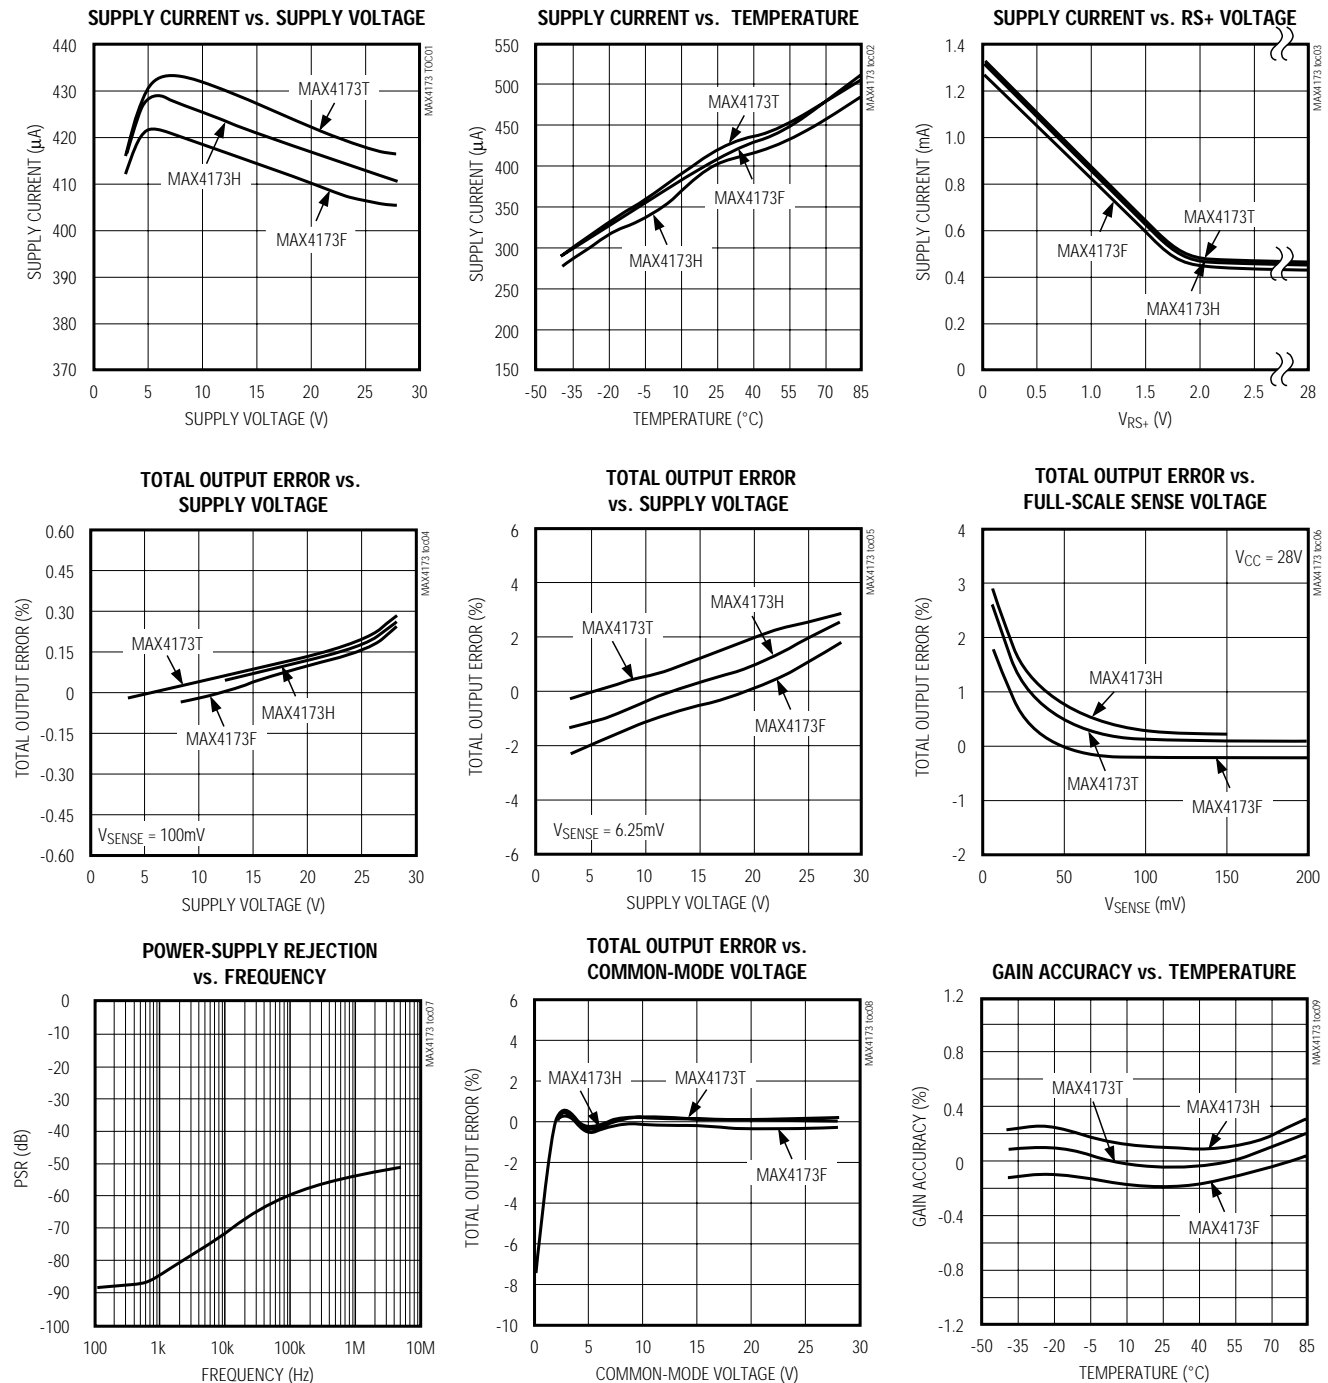 SUPPLY CURRENT vs. SUPPLY VOLTAGE
440
430
420
410
400
390
380
370
SUPPLY CURRENT (μA)
MAX4173T
MAX4173H
MAX4173F
0 5 10 15 20 25 30
SUPPLY VOLTAGE (V)
MAX4173 TOC01
SUPPLY CURRENT vs. TEMPERATURE
550
500
450
400
350
300
250
200
150
SUPPLY CURRENT (μA)
MAX4173T
MAX4173F
MAX4173H
-50 -35 -20 -5 10 25 40 55 70 85
TEMPERATURE (°C)
MAX4173 toc02
SUPPLY CURRENT vs. RS+ VOLTAGE
1.4
1.2
1.0
0.8
0.6
0.4
0.2
0
SUPPLY CURRENT (mA)
MAX4173T
MAX4173F
MAX4173H
0 0.5 1.0 1.5 2.0 2.5 28
VRS+ (V)
MAX4173 toc03
TOTAL OUTPUT ERROR vs.
SUPPLY VOLTAGE
0.60
0.45
0.30
0.15
0
-0.15
-0.30
-0.45
-0.60
TOTAL OUTPUT ERROR (%)
MAX4173T
MAX4173H
MAX4173F
VSENSE = 100mV
0 5 10 15 20 25 30
SUPPLY VOLTAGE (V)
MAX4173 toc04
TOTAL OUTPUT ERROR
vs. SUPPLY VOLTAGE
6
4
2
0
-2
-4
-6
TOTAL OUTPUT ERROR (%)
MAX4173H
MAX4173T
MAX4173F
VSENSE = 6.25mV
0 5 10 15 20 25 30
SUPPLY VOLTAGE (V)
MAX4173 toc05
TOTAL OUTPUT ERROR vs.
FULL-SCALE SENSE VOLTAGE
4
3
2
1
0
-1
-2
TOTAL OUTPUT ERROR (%)
VCC = 28V
MAX4173H
MAX4173T
MAX4173F
0 50 100 150 200
VSENSE (mV)
MAX4173 toc06
POWER-SUPPLY REJECTION
vs. FREQUENCY
0
-10
-20
-30
-40
-50
-60
-70
-80
-90
-100
PSR (dB)
100 1k 10k 100k 1M 10M
FREQUENCY (Hz)
MAX4173 toc07
TOTAL OUTPUT ERROR vs.
COMMON-MODE VOLTAGE
6
4
2
0
-2
-4
-6
-8
-10
TOTAL OUTPUT ERROR (%)
MAX4173H
MAX4173T
MAX4173F
0 5 10 15 20 25 30
COMMON-MODE VOLTAGE (V)
MAX4173 toc08
GAIN ACCURACY vs. TEMPERATURE
1.2
0.8
0.4
0
-0.4
-0.8
-1.2
GAIN ACCURACY (%)
MAX4173T
MAX4173H
MAX4173F
-50 -35 -20 -5 10 25 40 55 70 85
TEMPERATURE (°C)
MAX4173 toc09